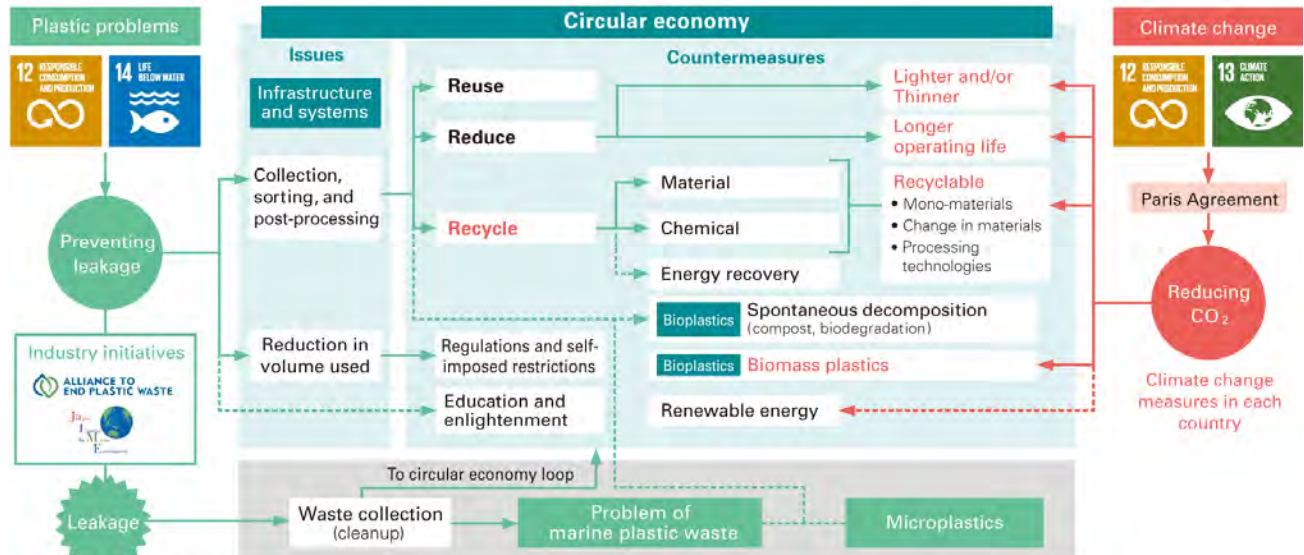 Plastic problems
12 RESPONSIBLE
CONSUMPTION
AND PRODUCTION
14 LIFE
BELOW WATER
Preventing
leakage
Industry initiatives
ALLIANCE TO
END PLASTIC WASTE
Leakage
Circular economy
Issues
Infrastructure
and systems
Collection,
sorting, and
post-processing
Reduction in
volume used
Countermeasures
Reuse
Reduce
Recycle
Regulations and self-
imposed restrictions
Education and
enlightenment
Material
Chemical
Energy recovery
Bioplastics
Spontaneous decomposition
(compost, biodegradation)
Bioplastics
Biomass plastics
Renewable energy
Lighter and/or
Thinner
Longer
operating life
Recyclable
• Mono-materials
• Change in materials
• Processing
technologies
To circular economy loop
Waste collection
(cleanup)
Problem of
marine plastic waste
Microplastics
Climate change
12 RESPONSIBLE
CONSUMPTION
AND PRODUCTION
13 CLIMATE
ACTION
Paris Agreement
Reducing
CO₂
Climate change
measures in each
country